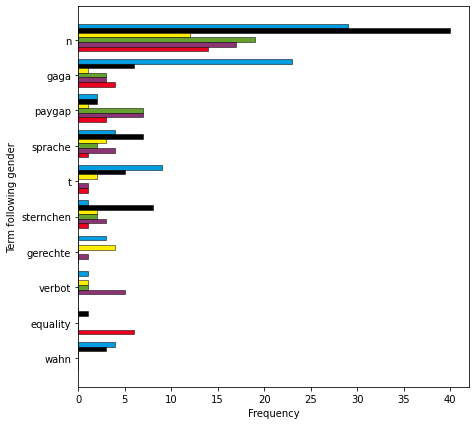 Term following gender
n
gaga
paygap
sprache
t
sternchen
gerechte
verbot
equality
wahn
0 5 10 15 20 25 30 35 40
Frequency